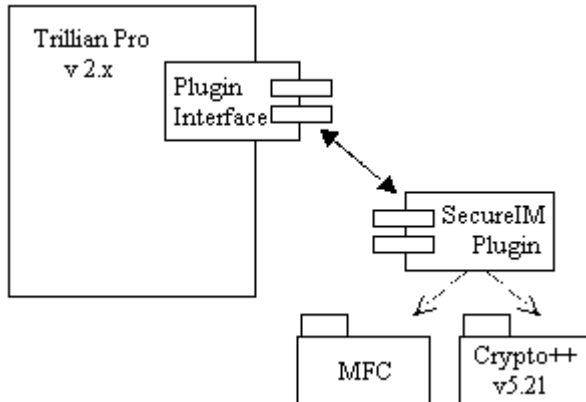 Trillian Pro
v 2.x
Plugin
Interface
SecureIM
Plugin
MFC
Crypto++
v5.21